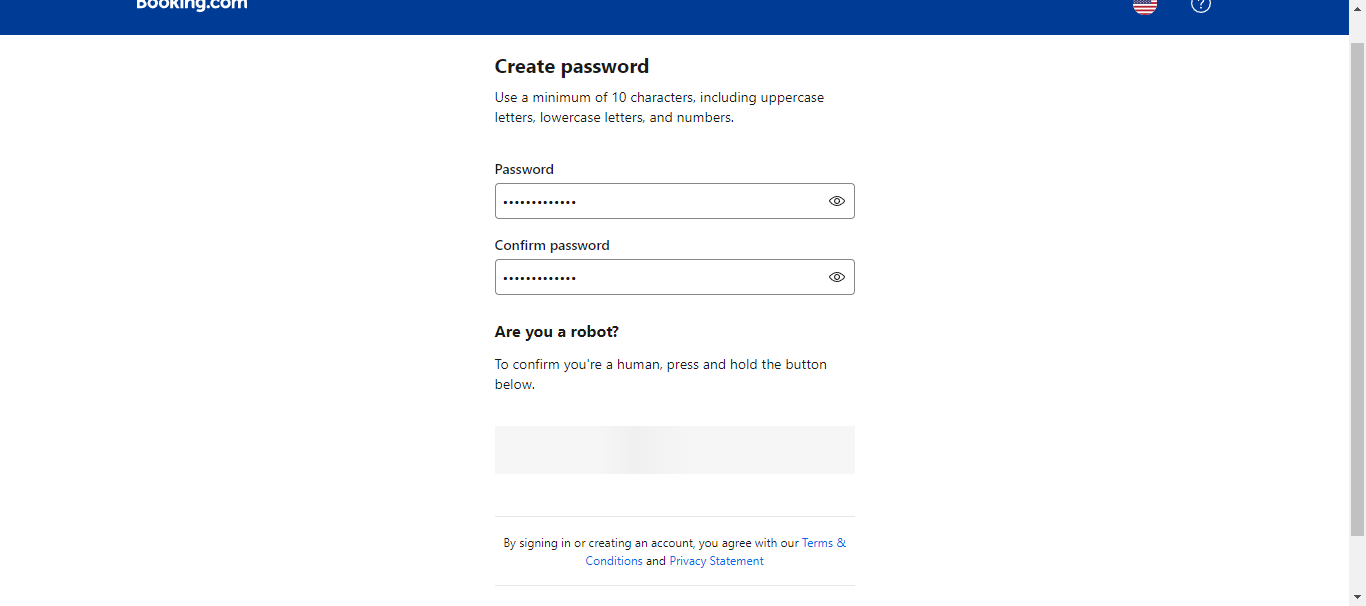 Booking.com
Create password
Use a minimum of 10 characters, including uppercase
letters, lowercase letters, and numbers.
Password
•••••••••••••
Confirm password
•••••••••••••
Are you a robot?
To confirm you're a human, press and hold the button
below.
By signing in or creating an account, you agree with our Terms &
Conditions and Privacy Statement